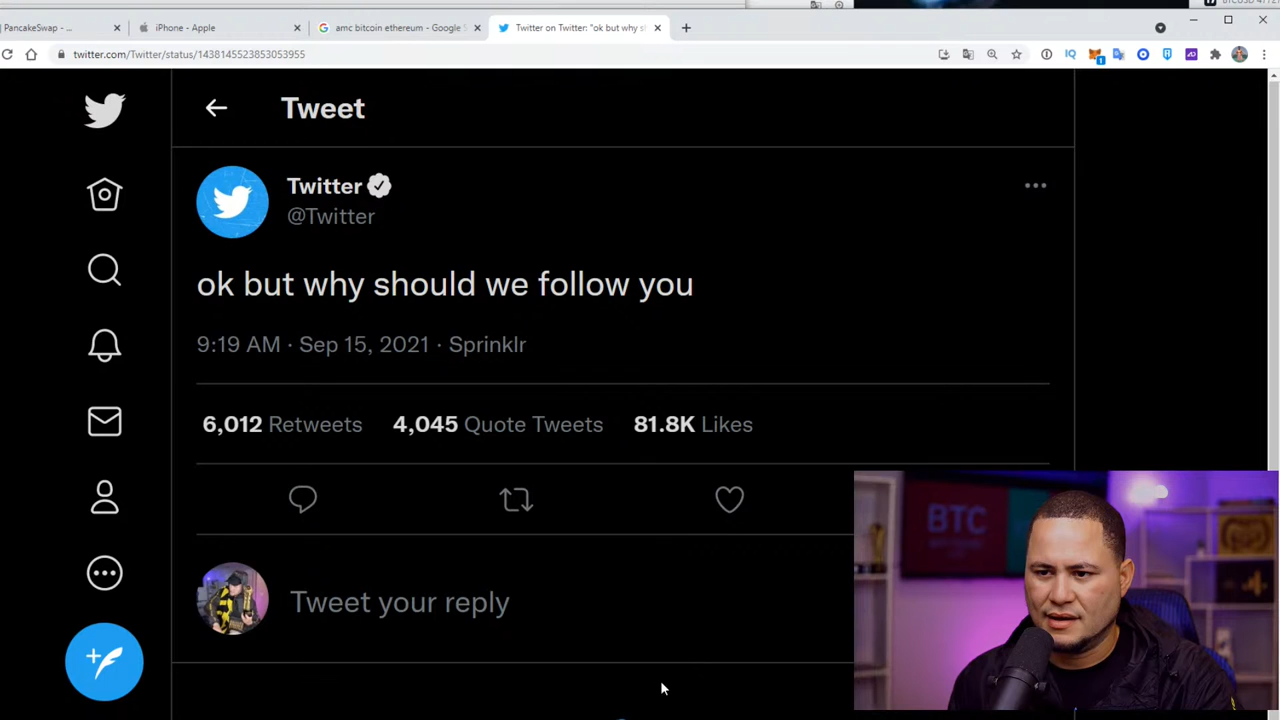 PancakeSwap - ...
iPhone - Apple
amc bitcoin ethereum - Google S
Twitter on Twitter: "ok but why s
twitter.com/Twitter/status/1438145523853053955
IQ
1
Tweet
Twitter
@Twitter
ok but why should we follow you
9:19 AM · Sep 15, 2021 · Sprinklr
6,012 Retweets 4,045 Quote Tweets 81.8K Likes
Tweet your reply
BTC